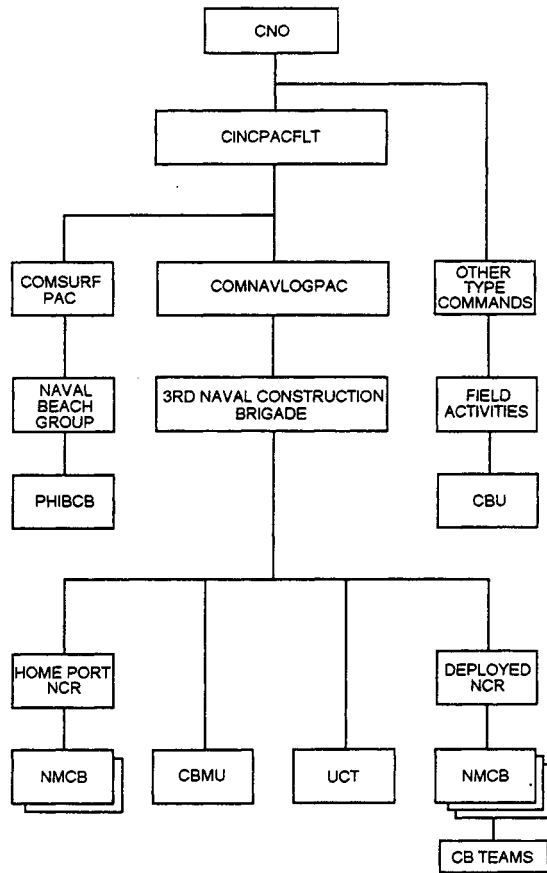 CNO
CINCPACFLT
COMSURF
PAC
COMNAVLOGPAC
OTHER
TYPE
COMMANDS
NAVAL
BEACH
GROUP
3RD NAVAL CONSTRUCTION
BRIGADE
FIELD
ACTIVITIES
PHIBCB
CBU
HOME PORT
NCR
DEPLOYED
NCR
NMCB
CBMU
UCT
NMCB
CB TEAMS